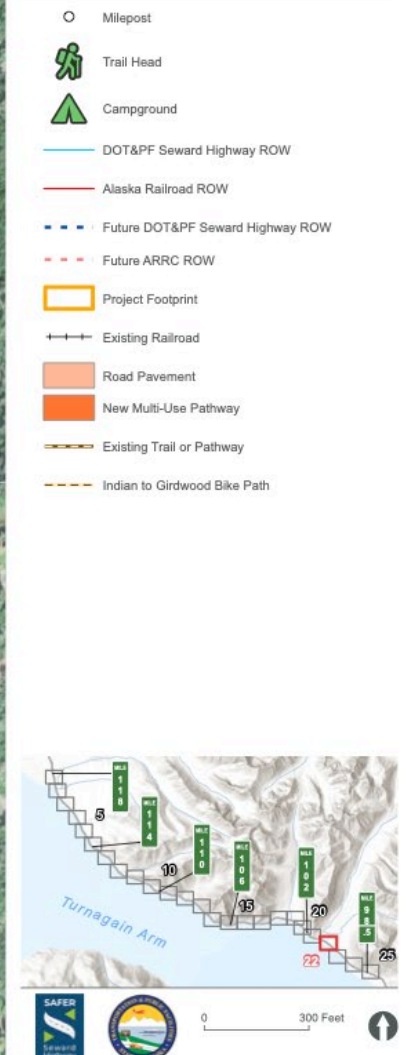 Milepost
Trail Head
Campground
DOT&PF Seward Highway ROW
Alaska Railroad ROW
Future DOT&PF Seward Highway ROW
Future ARRC ROW
Project Footprint
Existing Railroad
Road Pavement
New Multi-Use Pathway
Existing Trail or Pathway
Indian to Girdwood Bike Path
MILE
118
5
MILE
114
10
MILE
110
MILE
106
15
MILE
102
20
22
MILE
98.5
25
Turnagain Arm
SAFER
Seward
0
300 Feet